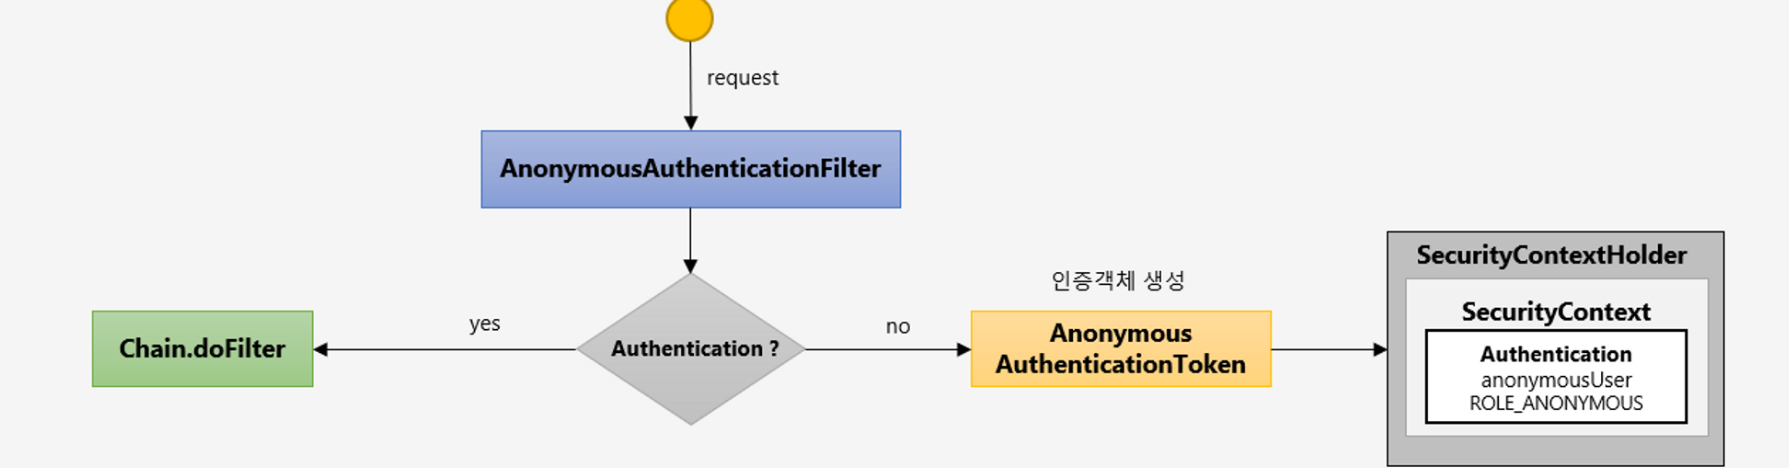 request
AnonymousAuthenticationFilter
SecurityContextHolder
인증객체 생성
SecurityContext
yes
no
Chain.doFilter
Authentication ?
Anonymous
AuthenticationToken
Authentication
anonymousUser
ROLE_ANONYMOUS